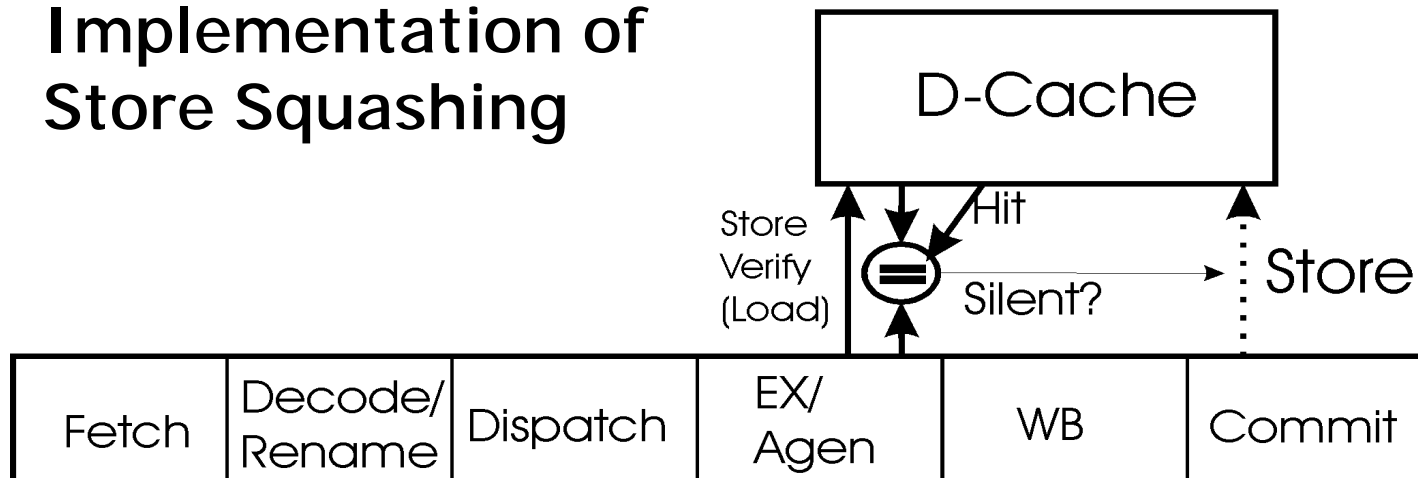 Implementation of
Store Squashing
D-Cache
Hit
Store
Verify
(Load)
=
Silent?
Store
Fetch
Decode/
Rename
Dispatch
EX/
Agen
WB
Commit